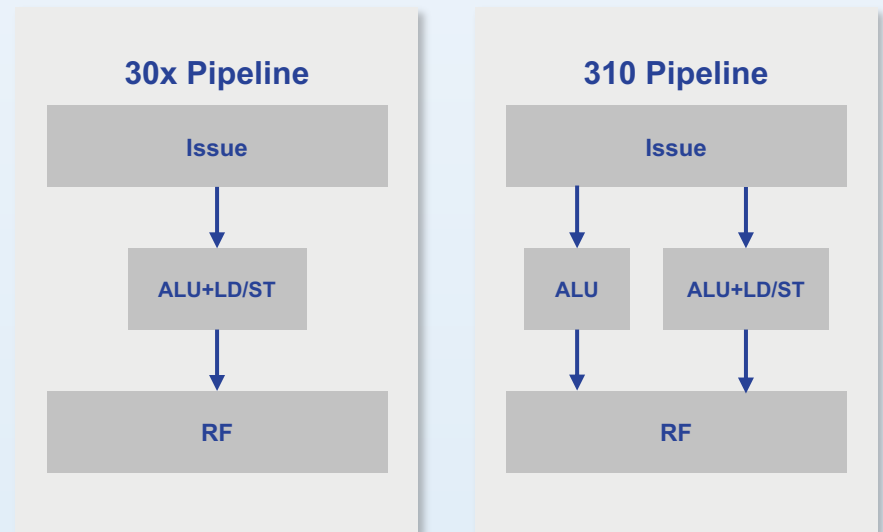 30x Pipeline
Issue
ALU+LD/ST
RF
310 Pipeline
Issue
ALU
ALU+LD/ST
RF